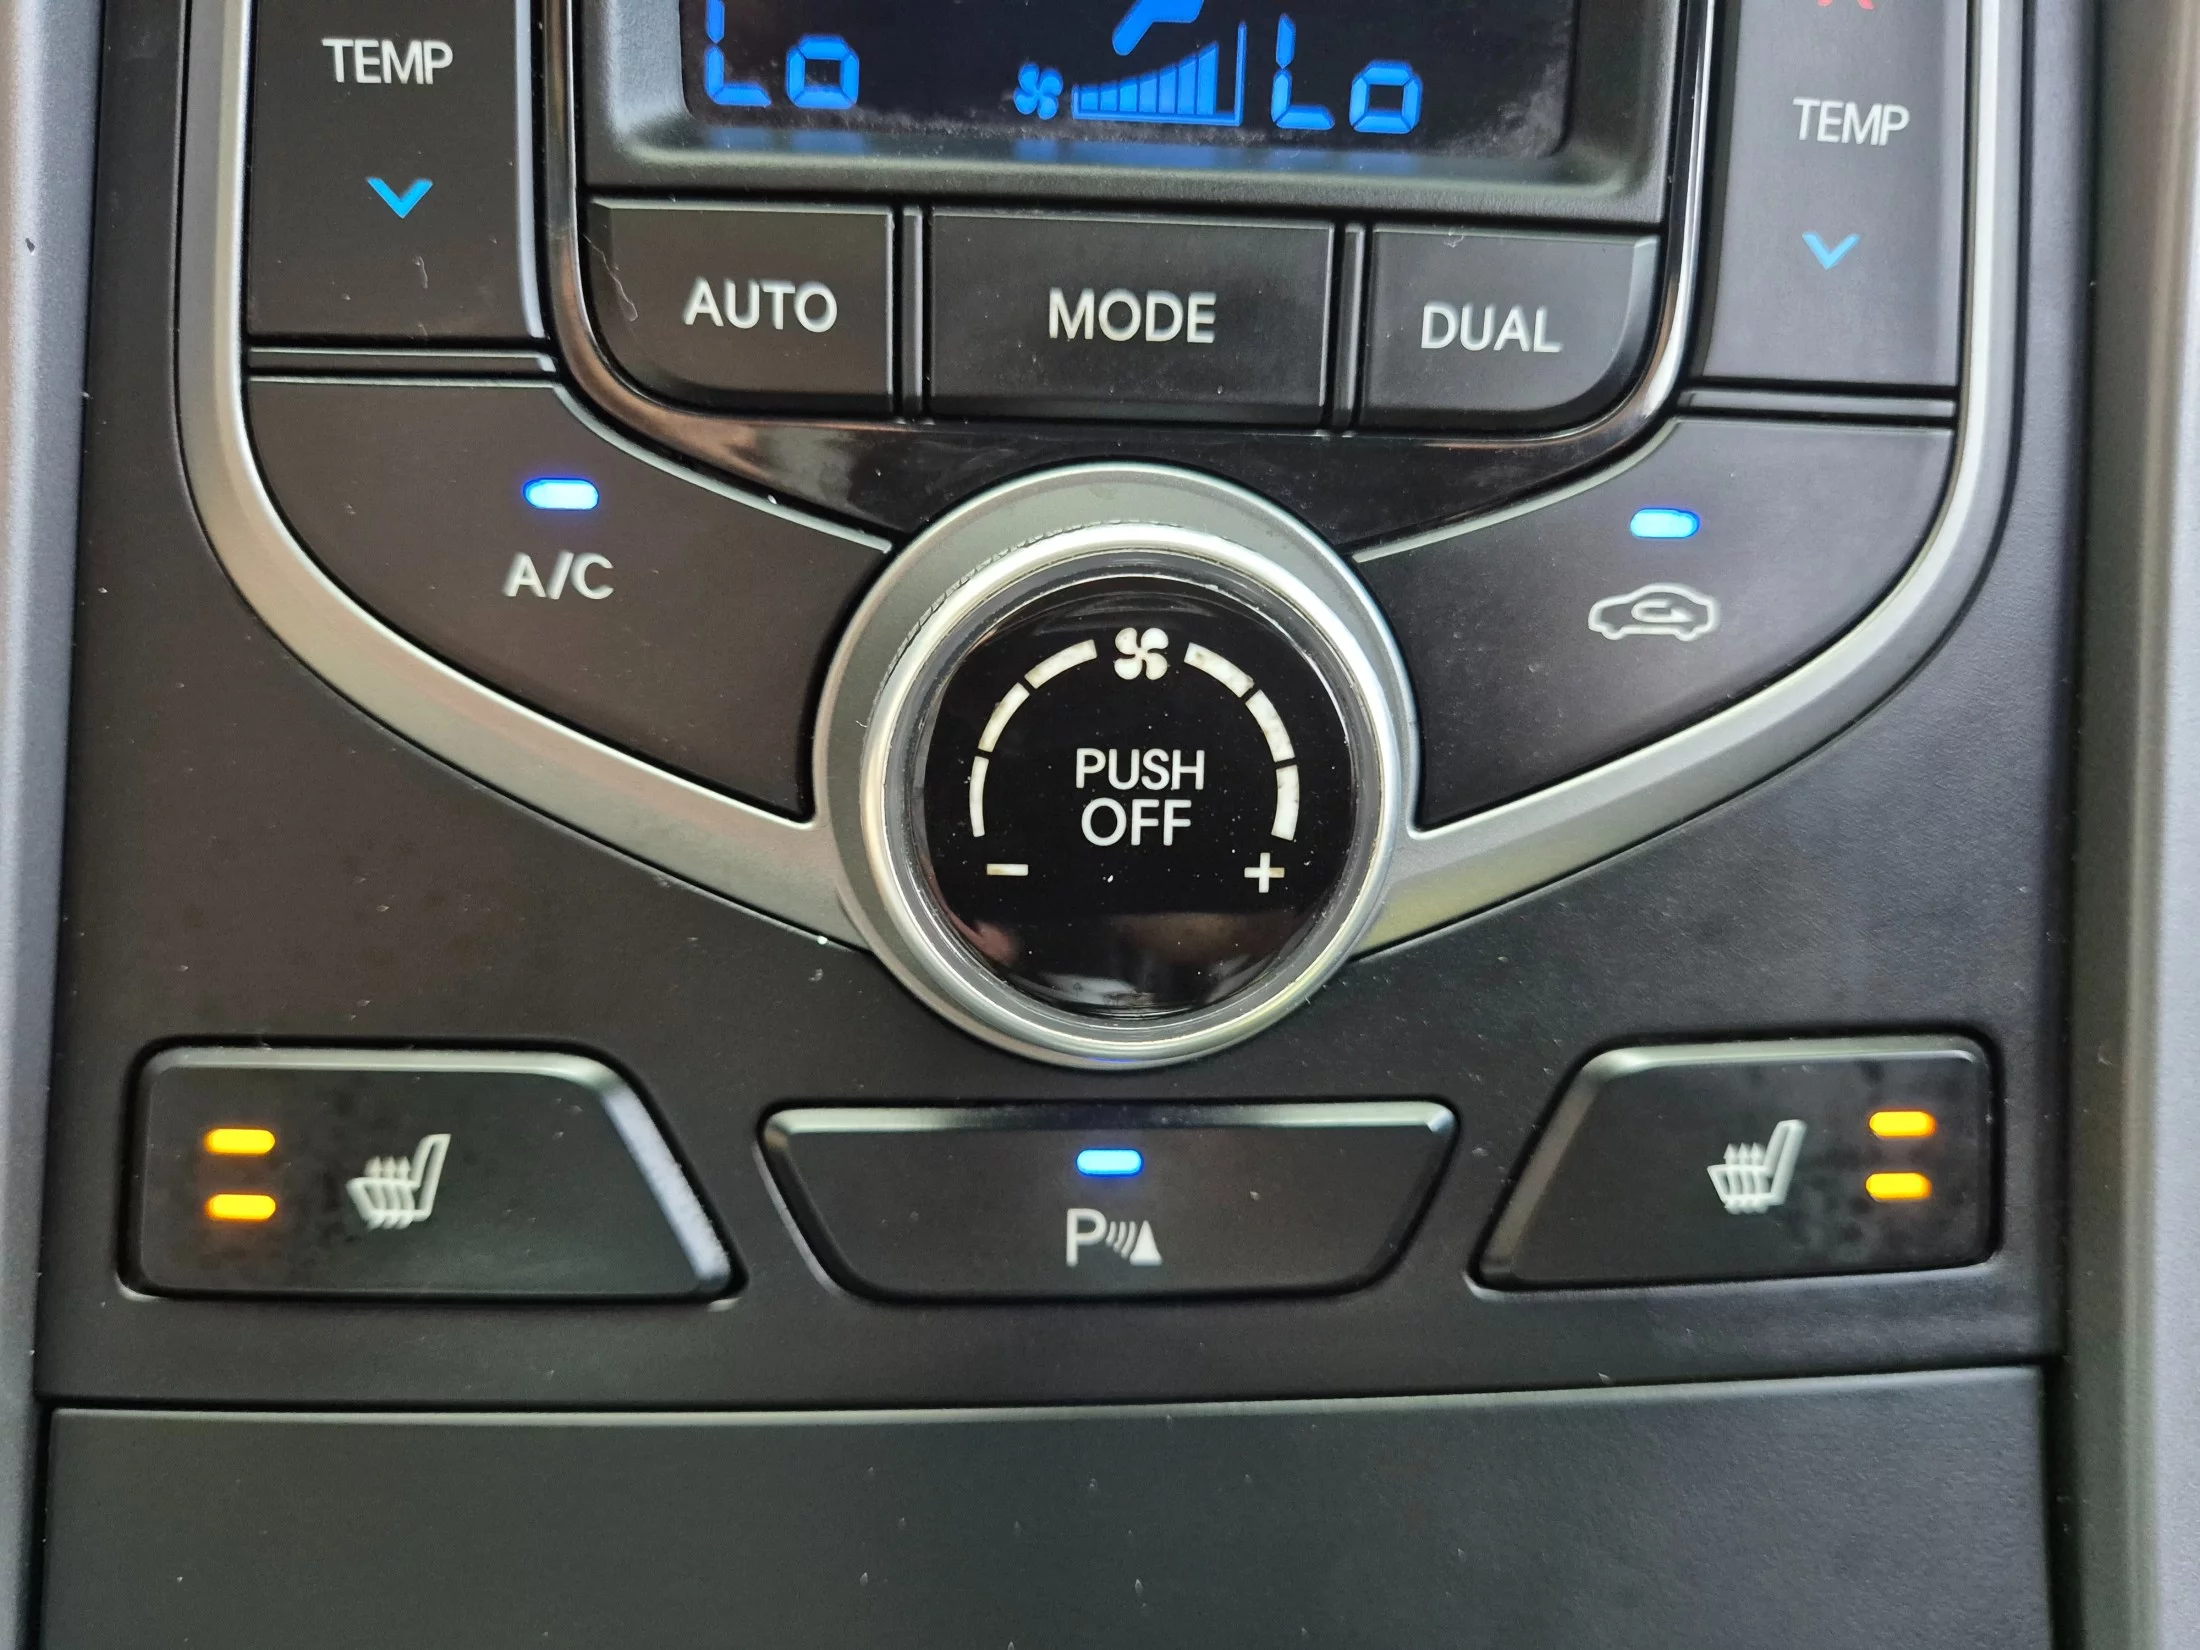 TEMP
Lo
Lo
TEMP
AUTO
MODE
DUAL
A/C
PUSH
OFF
- +
P